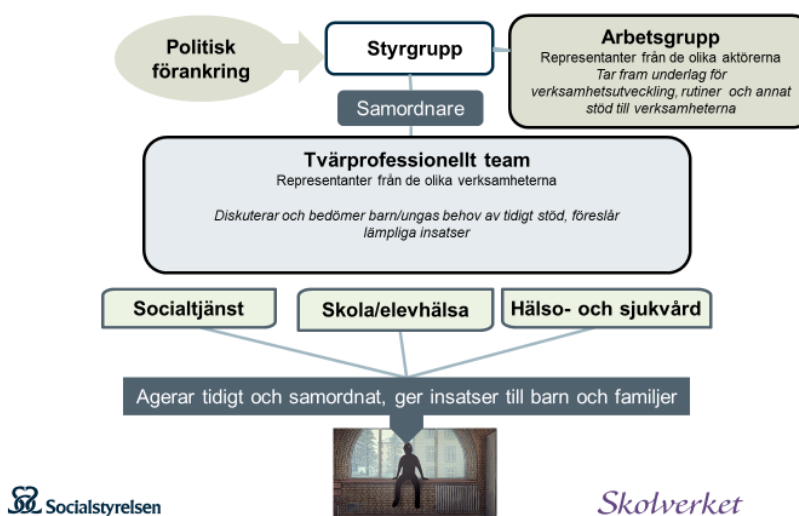 Politisk
förankring
Styrgrupp
Arbetsgrupp
Representanter från de olika aktörerna
Tar fram underlag för
verksamhetsutveckling, rutiner och annat
stöd till verksamheterna
Samordnare
Tvärprofessionellt team
Representanter från de olika verksamheterna
Diskuterar och bedömer barn/ungas behov av tidigt stöd, föreslår
lämpliga insatser
Socialtjänst
Skola/elevhälsa
Hälso- och sjukvård
Agerar tidigt och samordnat, ger insatser till barn och familjer
Socialstyrelsen
Skolverket